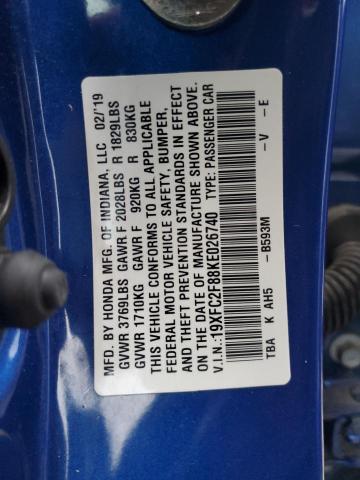 MFD. BY HONDA MFG. OF INDIANA, LLC 02/'19
GVWR 3769LBS GAWR F 2028LBS R 1829LBS
GVWR 1710KG GAWR F 920KG R 830KG
THIS VEHICLE CONFORMS TO ALL APPLICABLE
FEDERAL MOTOR VEHICLE SAFETY, BUMPER,
AND THEFT PREVENTION STANDARDS IN EFFECT
ON THE DATE OF MANUFACTURE SHOWN ABOVE.
V.I.N.:19XFC2F88KED26740 TYPE: PASSENGER CAR
TBA K AH5 - B593M - V - E